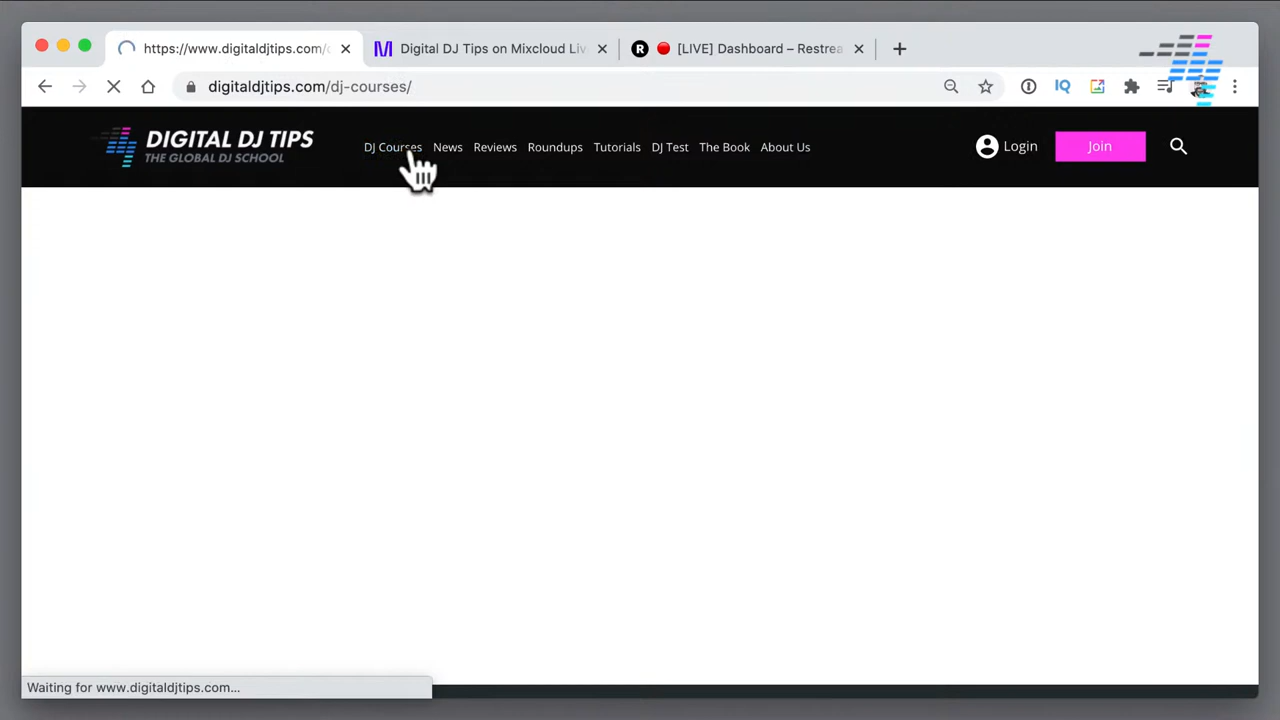 https://www.digitaldjtips.com/
Digital DJ Tips on Mixcloud Liv
[LIVE] Dashboard – Restrea
digitaldjtips.com/dj-courses/
IQ
DIGITAL DJ TIPS
THE GLOBAL DJ SCHOOL
DJ Courses News Reviews Roundups Tutorials DJ Test The Book About Us
Login
Join
Waiting for www.digitaldjtips.com...